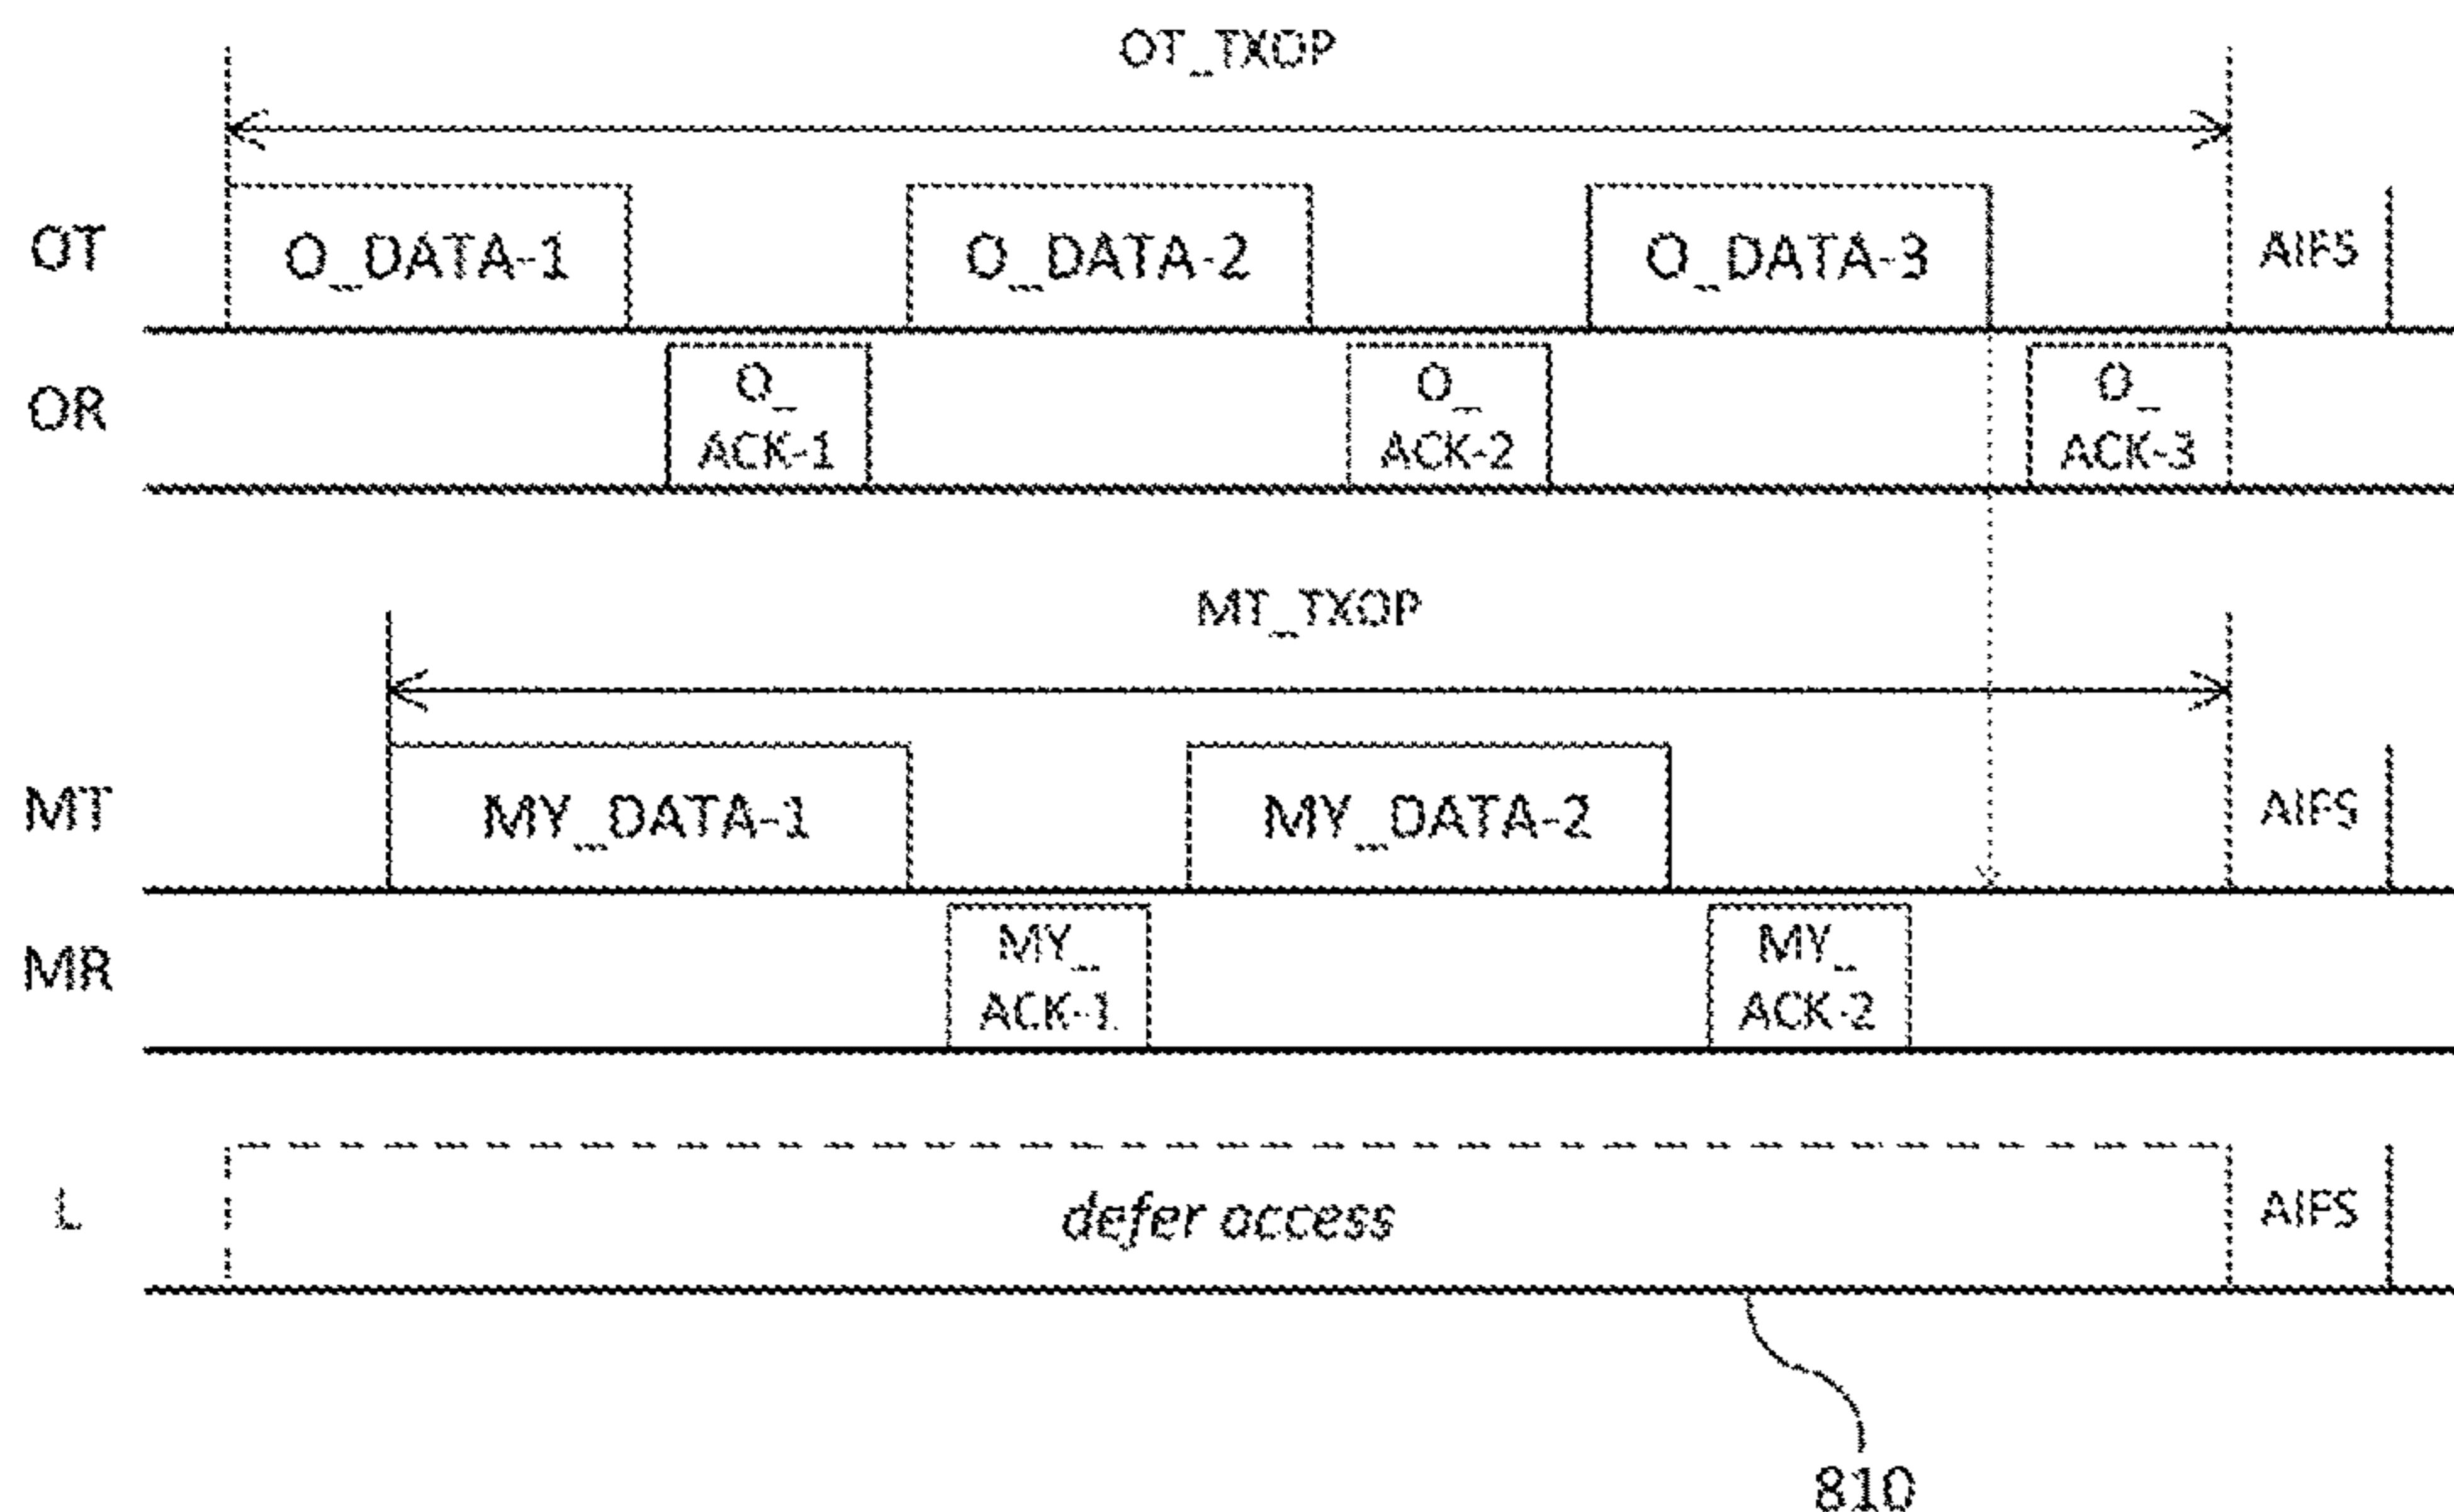 OT_TXOP
OT
O_DATA-1
O_DATA-2
O_DATA-3
AIFS
OR
O_
ACK-1
O_
ACK-2
O_
ACK-3
MT_TXOP
MT
MY_DATA-1
MY_DATA-2
AIFS
MR
MY_
ACK-1
MY_
ACK-2
L
defer access
AIFS
810